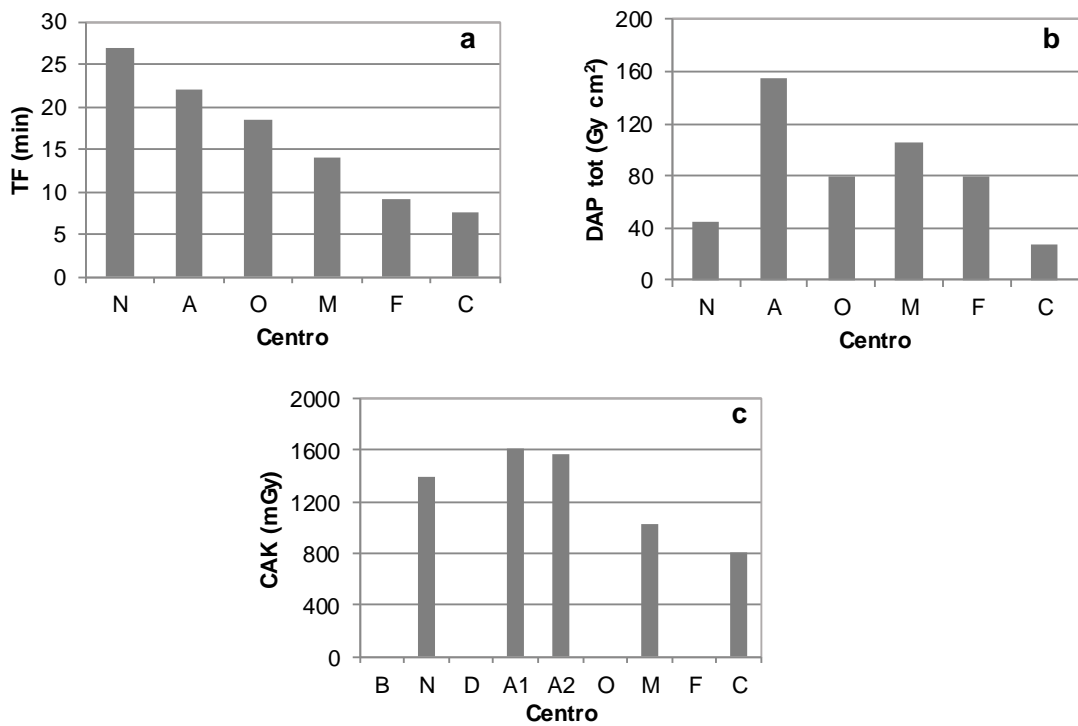 a
30
25
20
15
10
5
0
TF (min)
N A O M F C
Centro
b
200
160
120
80
40
0
DAP tot (Gy cm²)
N A O M F C
Centro
c
2000
1600
1200
800
400
0
CAK (mGy)
B N D A1 A2 O M F C
Centro